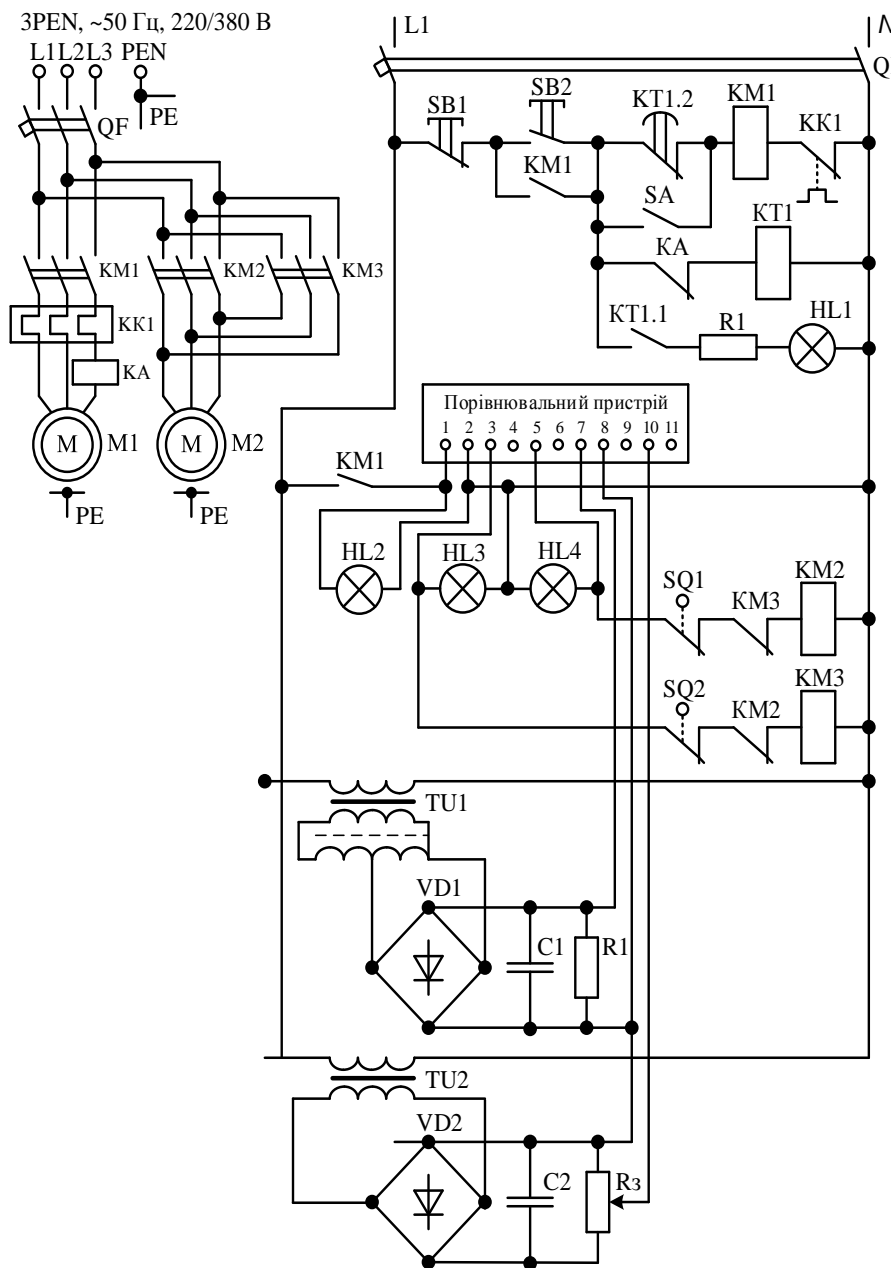 3PEN, ~50 Гц, 220/380 В
L1 L2 L3 PEN
PE
QF
L1
N
Q
SB1
SB2
KT1.2
KM1
KK1
KM1
SA
KA
KT1
KT1.1
R1
HL1
KM1
KM2
KM3
KK1
KA
M
M1
M
M2
PE
PE
Порівнювальний пристрій
1 2 3 4 5 6 7 8 9 10 11
KM1
HL2
HL3
HL4
SQ1
KM3
KM2
SQ2
KM2
KM3
TU1
VD1
C1
R1
TU2
VD2
C2
Rз